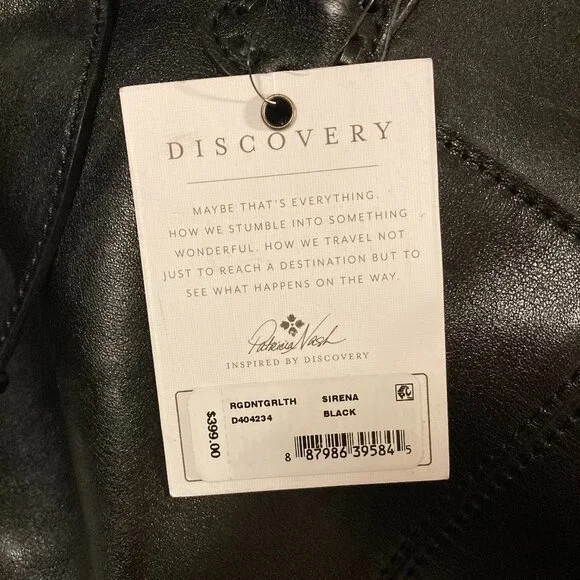 DISCOVERY
MAYBE THAT'S EVERYTHING.
HOW WE STUMBLE INTO SOMETHING
WONDERFUL. HOW WE TRAVEL NOT
JUST TO REACH A DESTINATION BUT TO
SEE WHAT HAPPENS ON THE WAY.
Patricia Nash
INSPIRED BY DISCOVERY
$399.00
RGDNTGRLTH SIRENA
D404234 BLACK
8 87986 39584 5